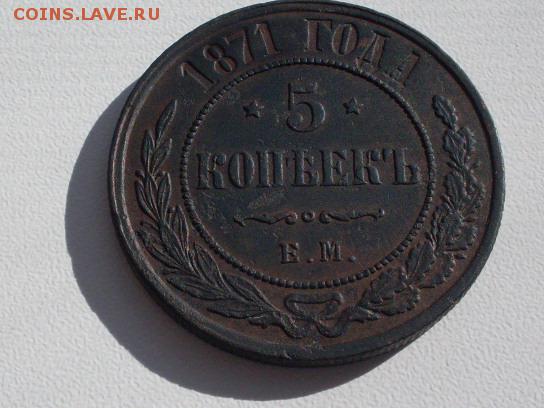 COINS.LAVE.RU
1871 ГОДА
5
КОПѢЕКЪ
Е.М.